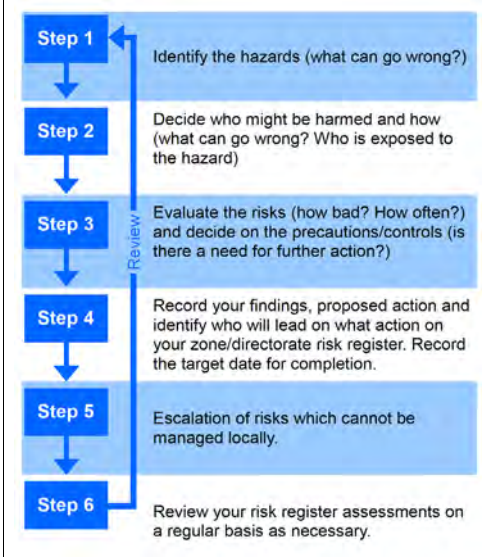 Step 1
Identify the hazards (what can go wrong?)
Step 2
Decide who might be harmed and how
(what can go wrong? Who is exposed to
the hazard)
Step 3
Evaluate the risks (how bad? How often?)
and decide on the precautions/controls (is
there a need for further action?)
Review
Step 4
Record your findings, proposed action and
identify who will lead on what action on
your zone/directorate risk register. Record
the target date for completion.
Step 5
Escalation of risks which cannot be
managed locally.
Step 6
Review your risk register assessments on
a regular basis as necessary.